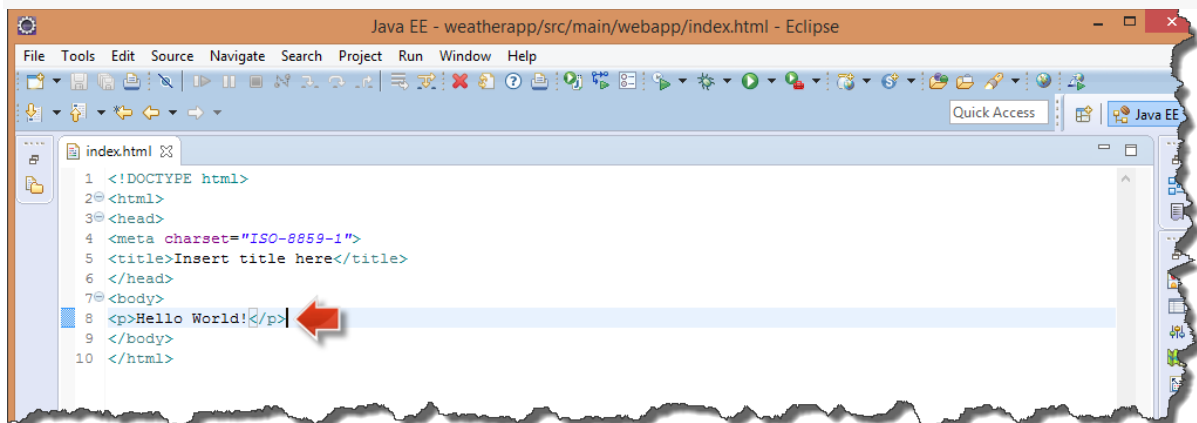 Java EE - weatherapp/src/main/webapp/index.html - Eclipse
File Tools Edit Source Navigate Search Project Run Window Help
Quick Access
Java EE
index.html
1 <!DOCTYPE html>
2 <html>
3 <head>
4 <meta charset="ISO-8859-1">
5 <title>Insert title here</title>
6 </head>
7 <body>
8 <p>Hello World!</p>
9 </body>
10 </html>